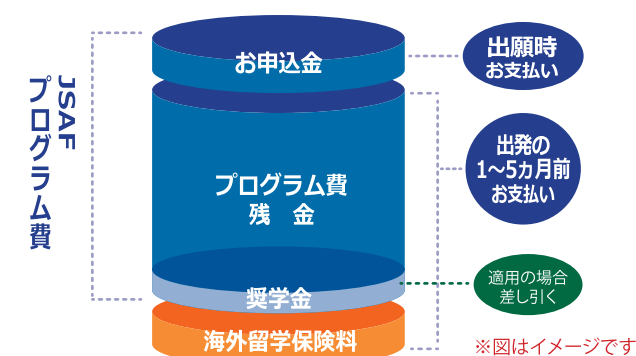 JSAF
プログラム費
お申込金
出願時
お支払い
プログラム費
残　金
出発の
1～5ヵ月前
お支払い
奨学金
適用の場合
差し引く
海外留学保険料
※図はイメージです